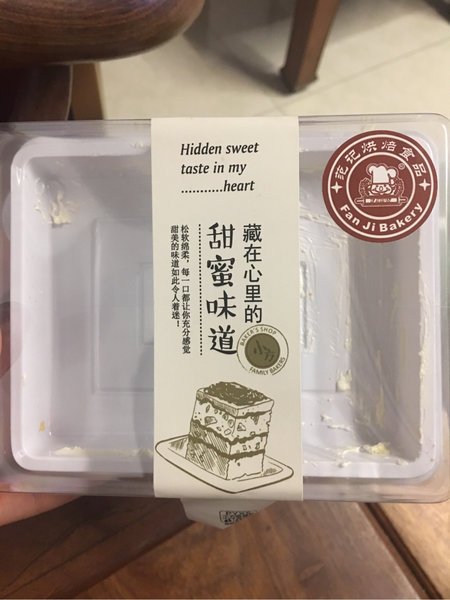 Hidden sweet
taste in my
...........heart
藏在心里的
甜蜜味道
松软绵柔，每一口都让你充分感觉
甜美的味道如此令人着迷！
范记烘焙食品
®
Fan Ji Bakery
BAKER'S SHOP
FAMILY BAKERS